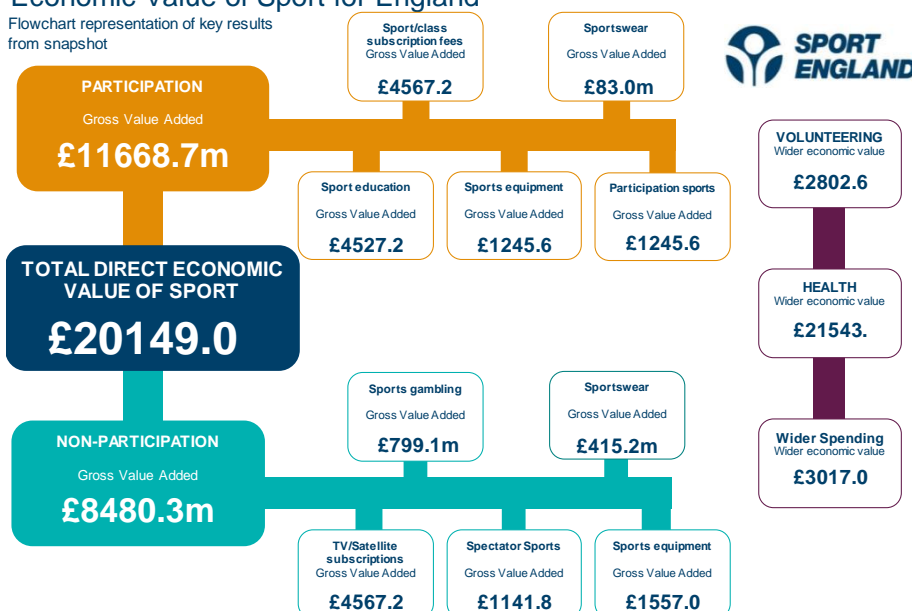 Economic Value of Sport for England
Flowchart representation of key results
from snapshot
SPORT
ENGLAND
PARTICIPATION
Gross Value Added
£11668.7m
Sport/class
subscription fees
Gross Value Added
£4567.2
Sportswear
Gross Value Added
£83.0m
Sport education
Gross Value Added
£4527.2
Sports equipment
Gross Value Added
£1245.6
Participation sports
Gross Value Added
£1245.6
TOTAL DIRECT ECONOMIC
VALUE OF SPORT
£20149.0
NON-PARTICIPATION
Gross Value Added
£8480.3m
Sports gambling
Gross Value Added
£799.1m
Sportswear
Gross Value Added
£415.2m
TV/Satellite
subscriptions
Gross Value Added
£4567.2
Spectator Sports
Gross Value Added
£1141.8
Sports equipment
Gross Value Added
£1557.0
VOLUNTEERING
Wider economic value
£2802.6
HEALTH
Wider economic value
£21543.
Wider Spending
Wider economic value
£3017.0